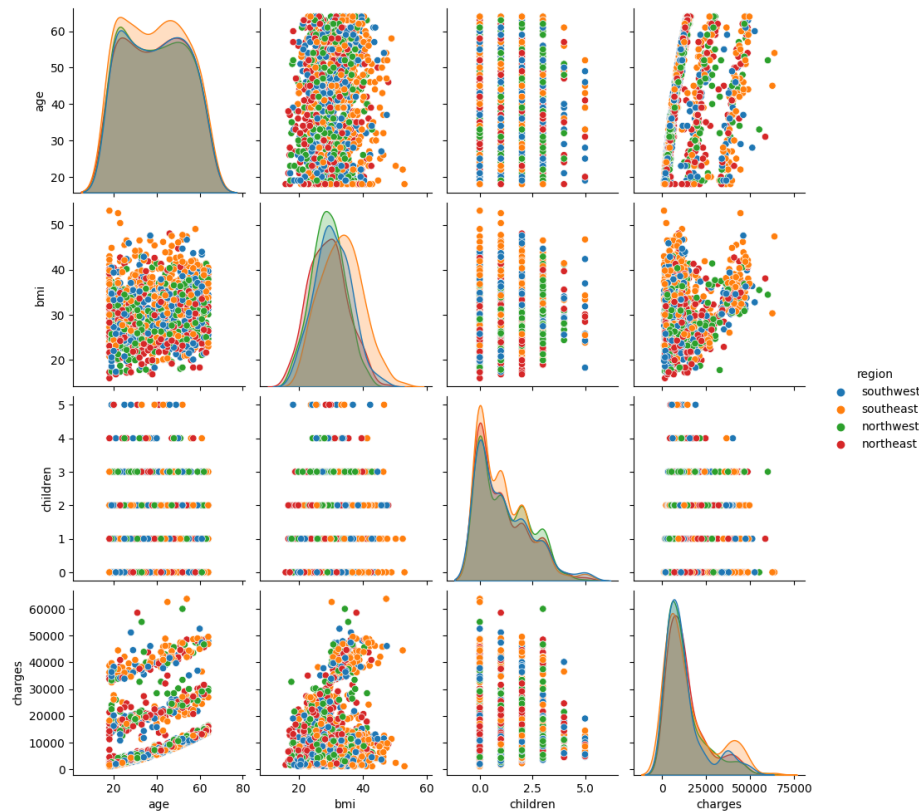 60
50
40
30
20
age
50
40
30
20
bmi
5
4
3
2
1
0
children
60000
50000
40000
30000
20000
10000
0
charges
20 40 60 80
age
20 40 60
bmi
0.0 2.5 5.0
children
0 25000 50000 75000
charges
region
southwest
southeast
northwest
northeast